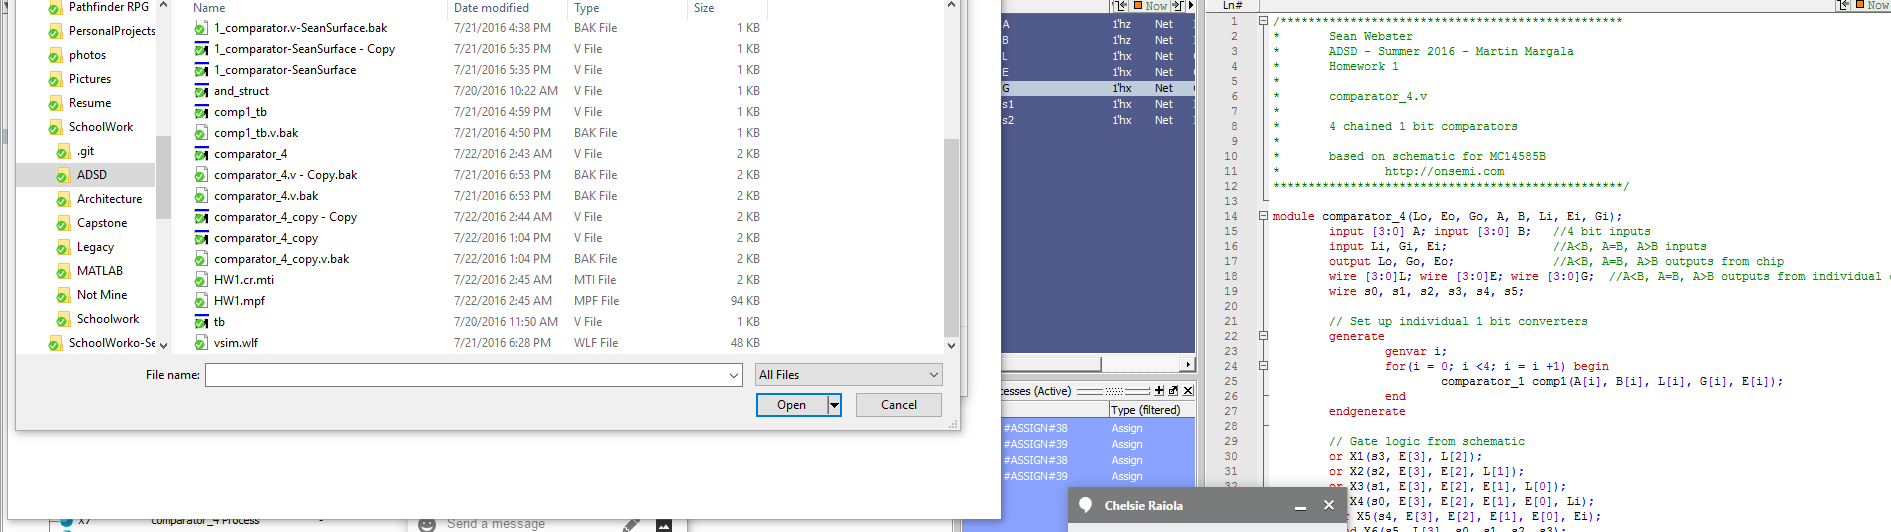 Pathfinder RPG
PersonalProjects
photos
Pictures
Resume
SchoolWork
.git
ADSD
Architecture
Capstone
Legacy
MATLAB
Not Mine
Schoolwork
SchoolWorko-Se
Name Date modified Type Size
1_comparator.v-SeanSurface.bak 7/21/2016 4:38 PM BAK File 1 KB
1_comparator-SeanSurface - Copy 7/21/2016 5:35 PM V File 1 KB
1_comparator-SeanSurface 7/21/2016 5:35 PM V File 1 KB
and_struct 7/20/2016 10:22 AM V File 1 KB
comp1_tb 7/21/2016 4:59 PM V File 1 KB
comp1_tb.v.bak 7/21/2016 4:50 PM BAK File 1 KB
comparator_4 7/22/2016 2:43 AM V File 2 KB
comparator_4.v - Copy.bak 7/21/2016 6:53 PM BAK File 2 KB
comparator_4.v.bak 7/21/2016 6:53 PM BAK File 2 KB
comparator_4_copy - Copy 7/22/2016 2:44 AM V File 2 KB
comparator_4_copy 7/22/2016 1:04 PM V File 2 KB
comparator_4_copy.v.bak 7/22/2016 1:04 PM BAK File 2 KB
HW1.cr.mti 7/22/2016 2:45 AM MTI File 1 KB
HW1.mpf 7/22/2016 2:45 AM MPF File 94 KB
tb 7/20/2016 11:50 AM V File 1 KB
vsim.wlf 7/21/2016 6:28 PM WLF File 48 KB
File name: All Files
Open Cancel
X7 comparator_4 Process
Send a message
Now
A 1'hz Net
B 1'hz Net
L 1'hx Net
E 1'hx Net
G 1'hx Net
s1 1'hx Net
s2 1'hx Net
cesses (Active)
Type (filtered)
#ASSIGN#38 Assign
#ASSIGN#39 Assign
#ASSIGN#38 Assign
#ASSIGN#39 Assign
Chelsie Raiola
Ln# Now
1 /*************************************************
2 * Sean Webster
3 * ADSD - Summer 2016 - Martin Margala
4 * Homework 1
5 *
6 * comparator_4.v
7 *
8 * 4 chained 1 bit comparators
9 *
10 * based on schematic for MC14585B
11 * http://onsemi.com
12 **************************************************/
13
14 module comparator_4(Lo, Eo, Go, A, B, Li, Ei, Gi);
15 input [3:0] A; input [3:0] B; //4 bit inputs
16 input Li, Gi, Ei; //A<B, A=B, A>B inputs
17 output Lo, Go, Eo; //A<B, A=B, A>B outputs from chip
18 wire [3:0]L; wire [3:0]E; wire [3:0]G; //A<B, A=B, A>B outputs from individual
19 wire s0, s1, s2, s3, s4, s5;
20
21 // Set up individual 1 bit converters
22 generate
23 genvar i;
24 for(i = 0; i <4; i = i +1) begin
25 comparator_1 comp1(A[i], B[i], L[i], G[i], E[i]);
26 end
27 endgenerate
28
29 // Gate logic from schematic
30 or X1(s3, E[3], L[2]);
31 or X2(s2, E[3], E[2], L[1]);
32 or X3(s1, E[3], E[2], E[1], L[0]);
X4(s0, E[3], E[2], E[1], E[0], Li);
X5(s4, E[3], E[2], E[1], E[0], Ei);
X6(s5, L[3], s0, s1, s2, s3);